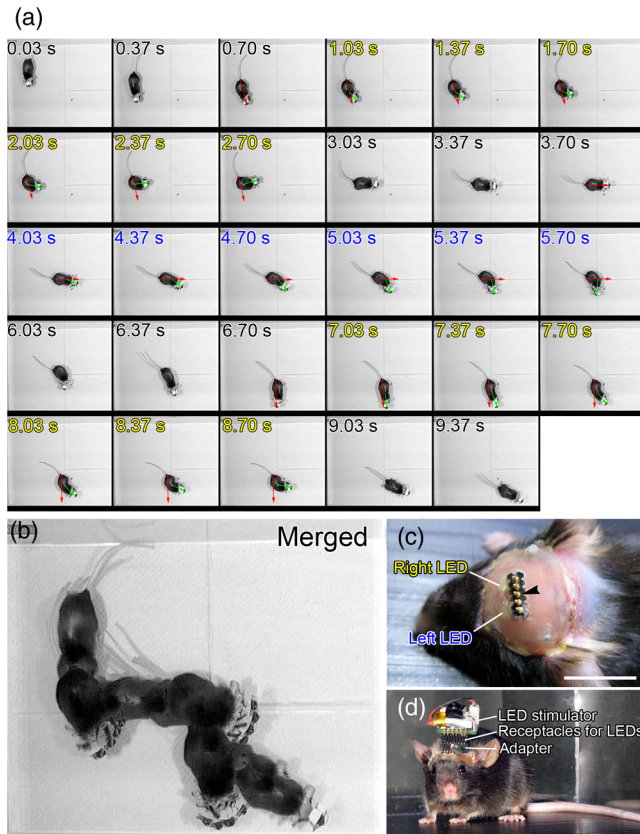 (a)
0.03 s 0.37 s 0.70 s 1.03 s 1.37 s 1.70 s
2.03 s 2.37 s 2.70 s 3.03 s 3.37 s 3.70 s
4.03 s 4.37 s 4.70 s 5.03 s 5.37 s 5.70 s
6.03 s 6.37 s 6.70 s 7.03 s 7.37 s 7.70 s
8.03 s 8.37 s 8.70 s 9.03 s 9.37 s
(b)
Merged
(c)
Right LED
Left LED
(d)
LED stimulator
Receptacles for LEDs
Adapter